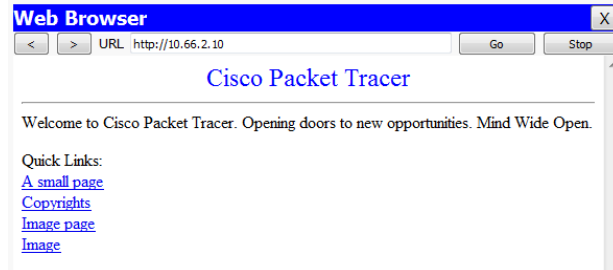 Web Browser X
< > URL http://10.66.2.10 Go Stop
Cisco Packet Tracer
Welcome to Cisco Packet Tracer. Opening doors to new opportunities. Mind Wide Open.
Quick Links:
A small page
Copyrights
Image page
Image